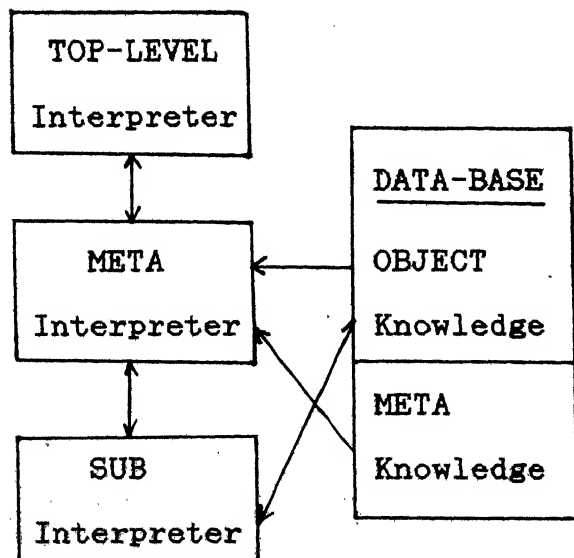 TOP-LEVEL
Interpreter
META
Interpreter
SUB
Interpreter
DATA-BASE
OBJECT
Knowledge
META
Knowledge